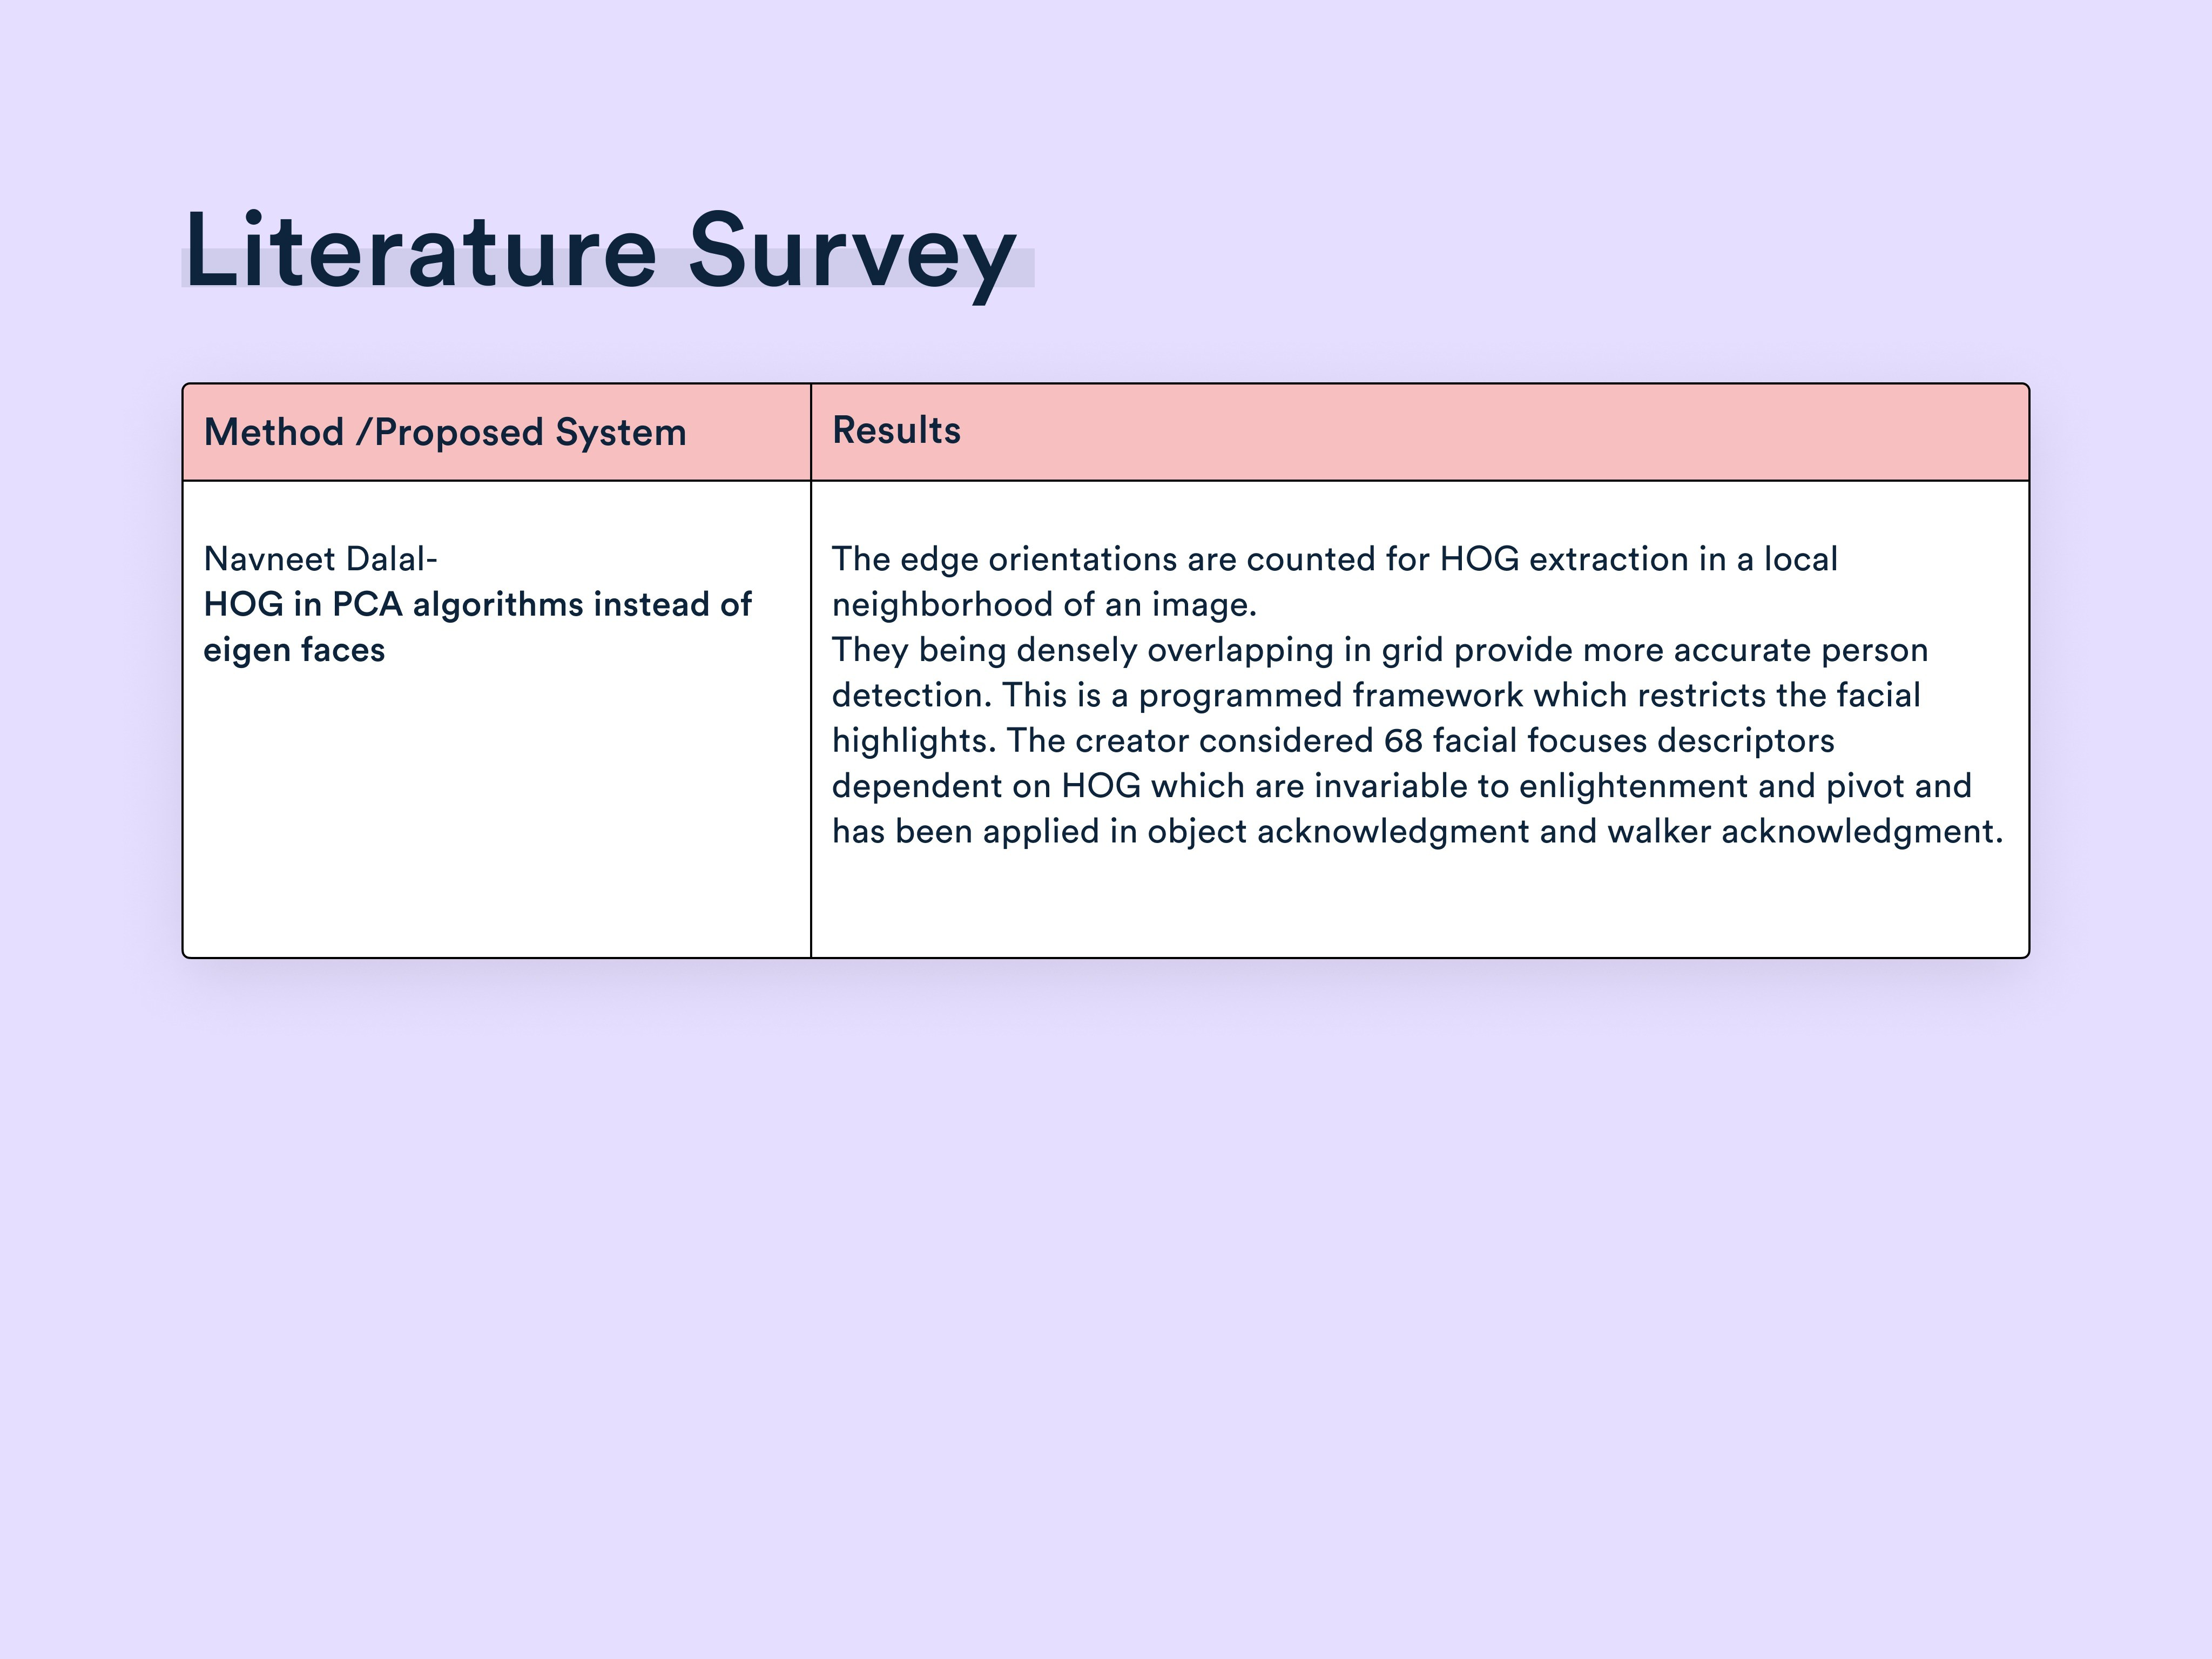 Literature Survey
Method /Proposed System
Results
Navneet Dalal-
HOG in PCA algorithms instead of
eigen faces
The edge orientations are counted for HOG extraction in a local
neighborhood of an image.
They being densely overlapping in grid provide more accurate person
detection. This is a programmed framework which restricts the facial
highlights. The creator considered 68 facial focuses descriptors
dependent on HOG which are invariable to enlightenment and pivot and
has been applied in object acknowledgment and walker acknowledgment.